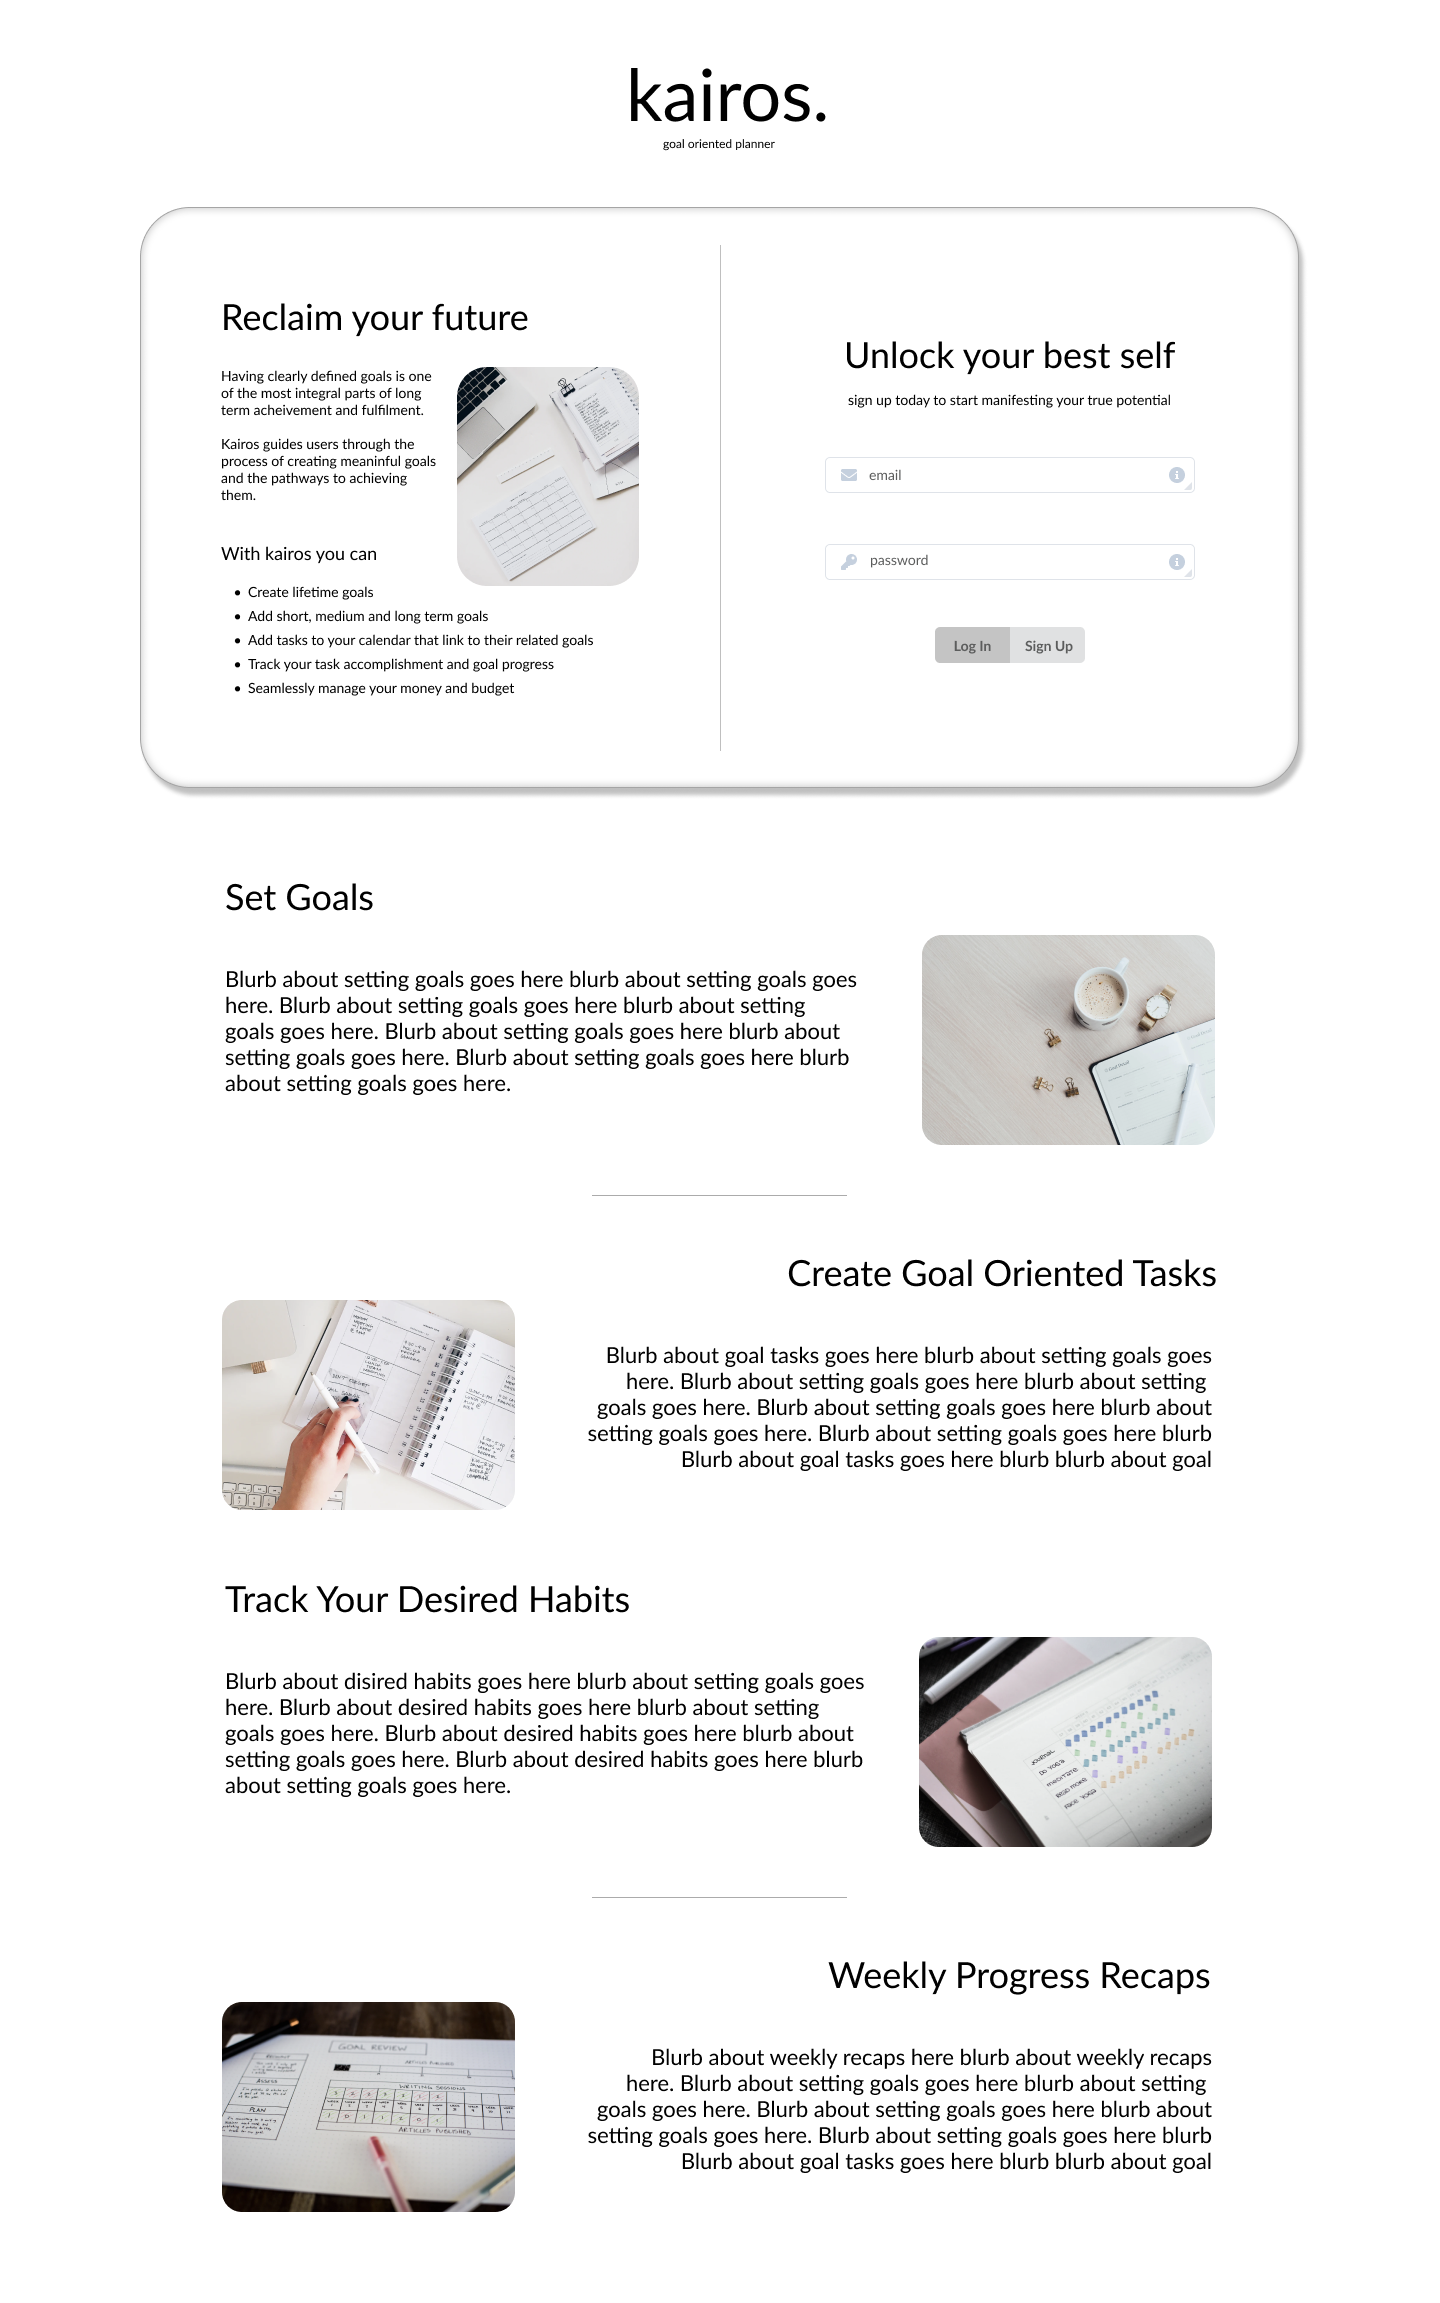 kairos.
goal oriented planner
Reclaim your future
Having clearly defined goals is one
of the most integral parts of long
term acheivement and fulfilment.
Kairos guides users through the
process of creating meaninful goals
and the pathways to achieving
them.
With kairos you can
• Create lifetime goals
• Add short, medium and long term goals
• Add tasks to your calendar that link to their related goals
• Track your task accomplishment and goal progress
• Seamlessly manage your money and budget
Unlock your best self
sign up today to start manifesting your true potential
email
password
Log In Sign Up
Set Goals
Blurb about setting goals goes here blurb about setting goals goes
here. Blurb about setting goals goes here blurb about setting
goals goes here. Blurb about setting goals goes here blurb about
setting goals goes here. Blurb about setting goals goes here blurb
about setting goals goes here.
Create Goal Oriented Tasks
Blurb about goal tasks goes here blurb about setting goals goes
here. Blurb about setting goals goes here blurb about setting
goals goes here. Blurb about setting goals goes here blurb about
setting goals goes here. Blurb about setting goals goes here blurb
Blurb about goal tasks goes here blurb blurb about goal
Track Your Desired Habits
Blurb about disired habits goes here blurb about setting goals goes
here. Blurb about desired habits goes here blurb about setting
goals goes here. Blurb about desired habits goes here blurb about
setting goals goes here. Blurb about desired habits goes here blurb
about setting goals goes here.
JOURNAL
DO YOGA
MEDITATE
Weekly Progress Recaps
GOAL REVIEW
ASSESS
WRITING SESSIONS
PLAN
ARTICLES PUBLISHED
Blurb about weekly recaps here blurb about weekly recaps
here. Blurb about setting goals goes here blurb about setting
goals goes here. Blurb about setting goals goes here blurb about
setting goals goes here. Blurb about setting goals goes here blurb
Blurb about goal tasks goes here blurb blurb about goal